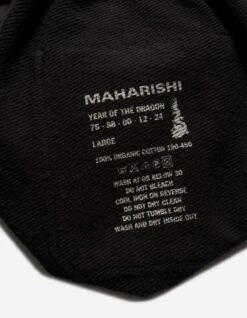 MAHARISHI
YEAR OF THE DRAGON
76 - 88 - 00 - 12 - 24
LARGE
100% ORGANIC COTTON 190-450
WASH AT OR BELOW 30
DO NOT BLEACH
COOL IRON ON REVERSE
DO NOT DRY CLEAN
DO NOT TUMBLE DRY
WASH AND DRY INSIDE OUT